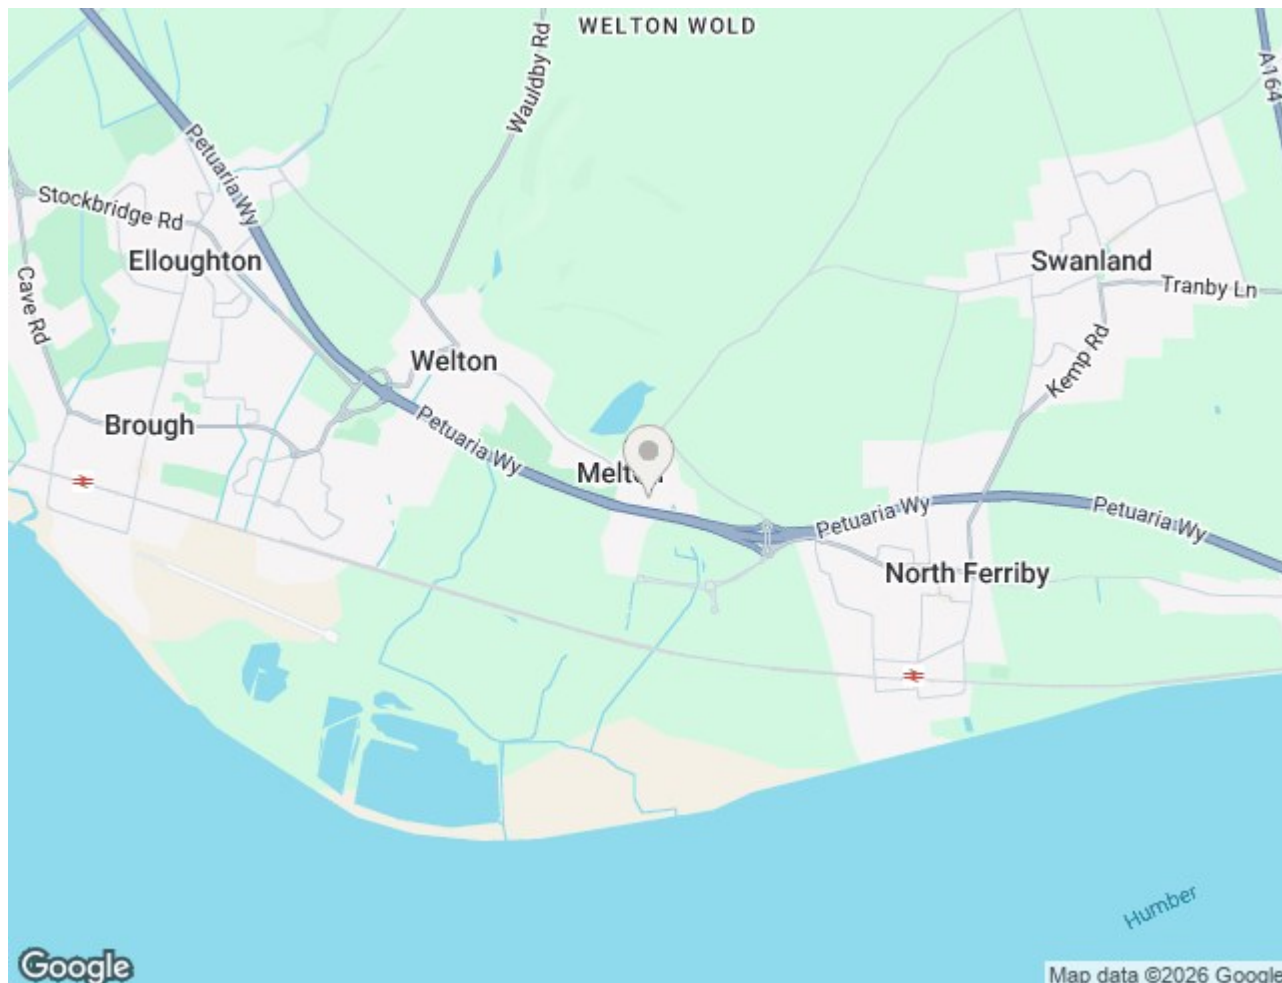 WELTON WOLD
Wauldby Rd
A164
Petuaria Wy
Stockbridge Rd
Elloughton
Swanland
Tranby Ln
Cave Rd
Welton
Kemp Rd
Brough
Petuaria Wy
Melton
Petuaria Wy
Petuaria Wy
North Ferriby
Humber
Google
Map data ©2026 Google